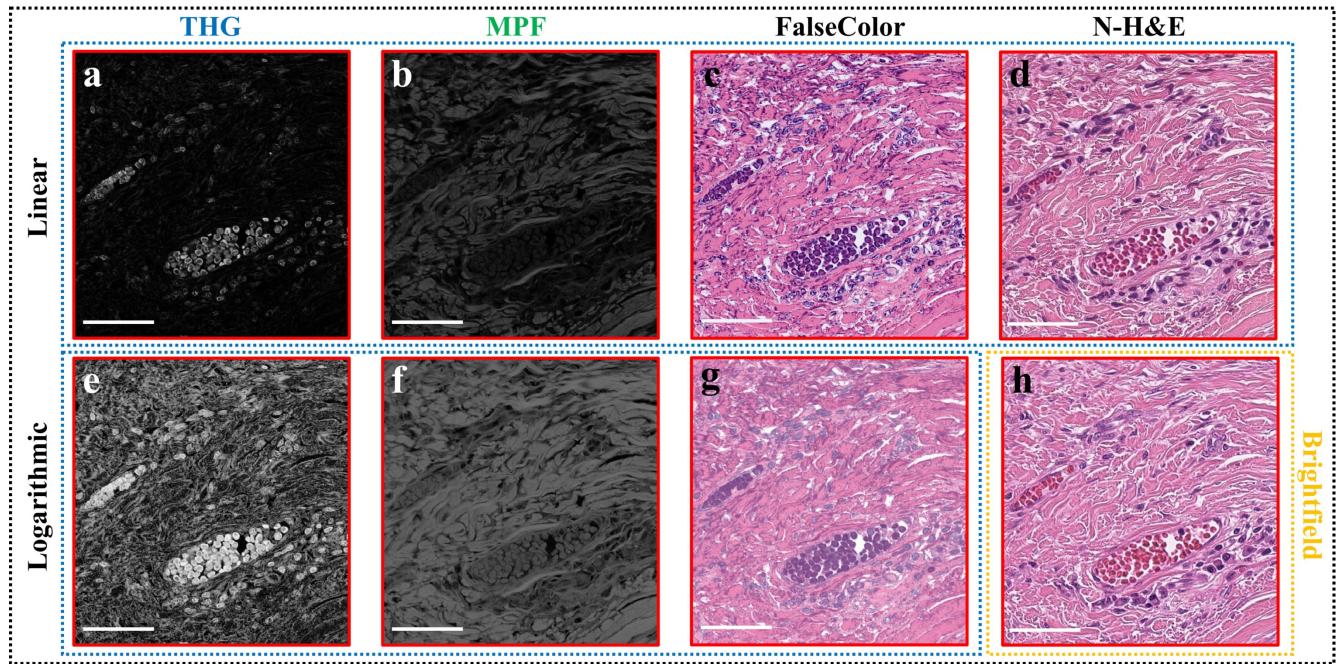 THG MPF FalseColor N-H&E
Linear
a b c d
Logarithmic
e f g h
Brightfield